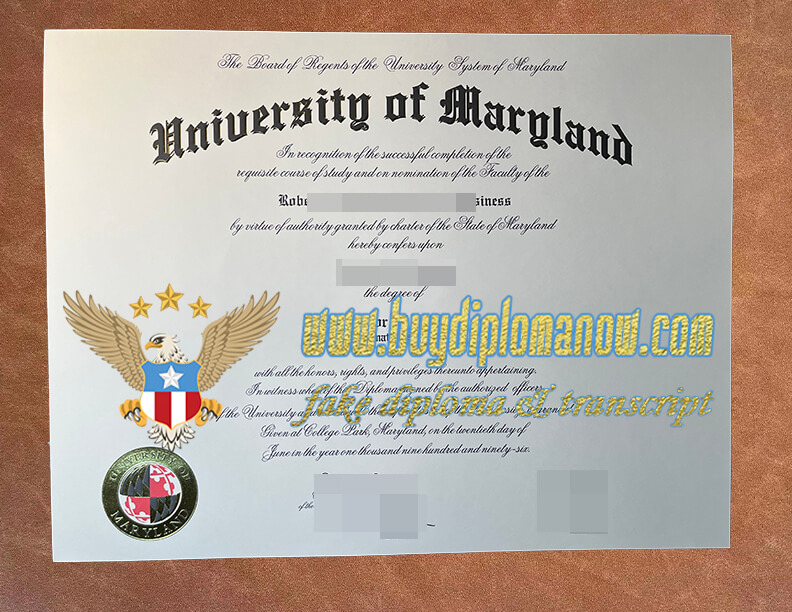 The Board of Regents of the University System of Maryland
University of Maryland
In recognition of the successful completion of the
requisite course of study and on nomination of the Faculty of the
by virtue of authority granted by charter of the State of Maryland
hereby confers upon
the degree of
www.buydiplomanow.com
with all the honors, rights, and privileges thereunto appertaining.
fake diploma & transcript
In witness
the University
Given at College Park, Maryland, on the twentieth day of
June in the year one thousand nine hundred and ninety-six.
UNIVERSITY OF
MARYLAND